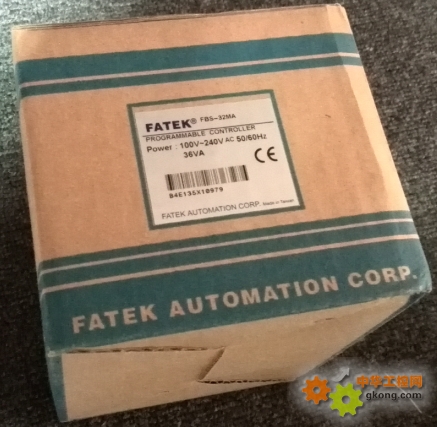 FATEK® FBS-32MA
PROGRAMMABLE CONTROLLER
Power : 100V~240V AC 50/60Hz
36VA
CE
B4E135X10979
FATEK AUTOMATION CORP. Made in Taiwan
FATEK AUTOMATION CORP.
中华工控网
gkong.com